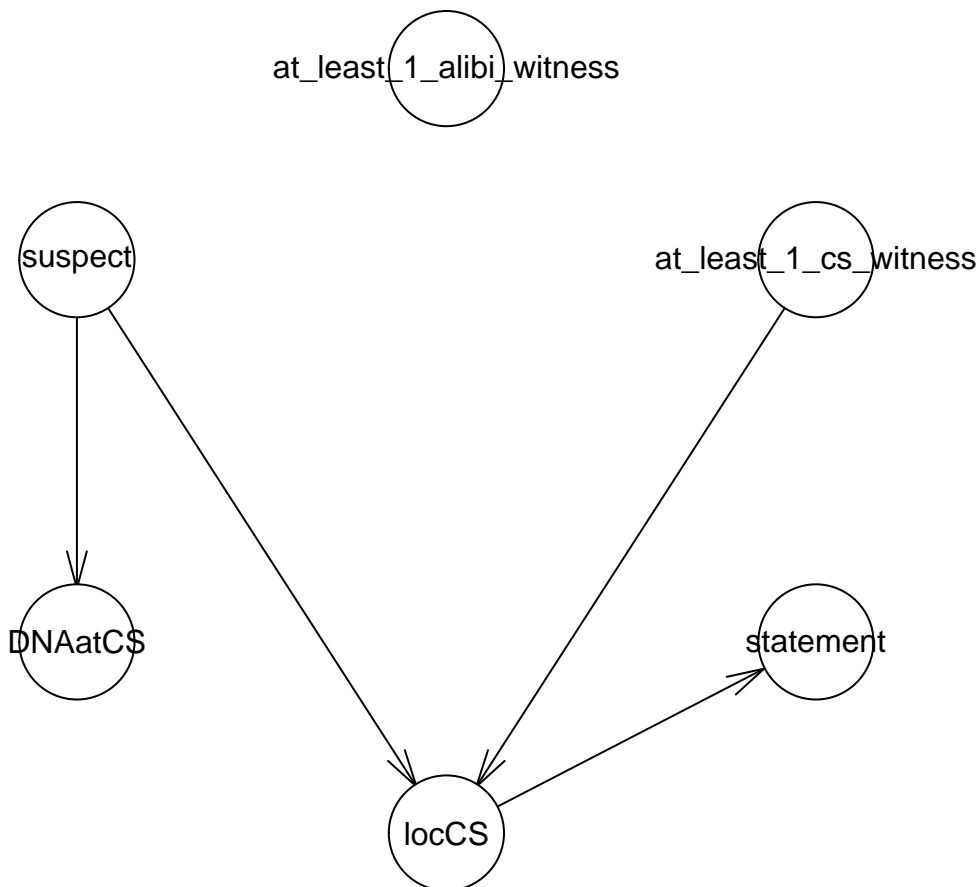 at_least_1_alibi_witness
suspect
at_least_1_cs_witness
DNAatCS
statement
locCS